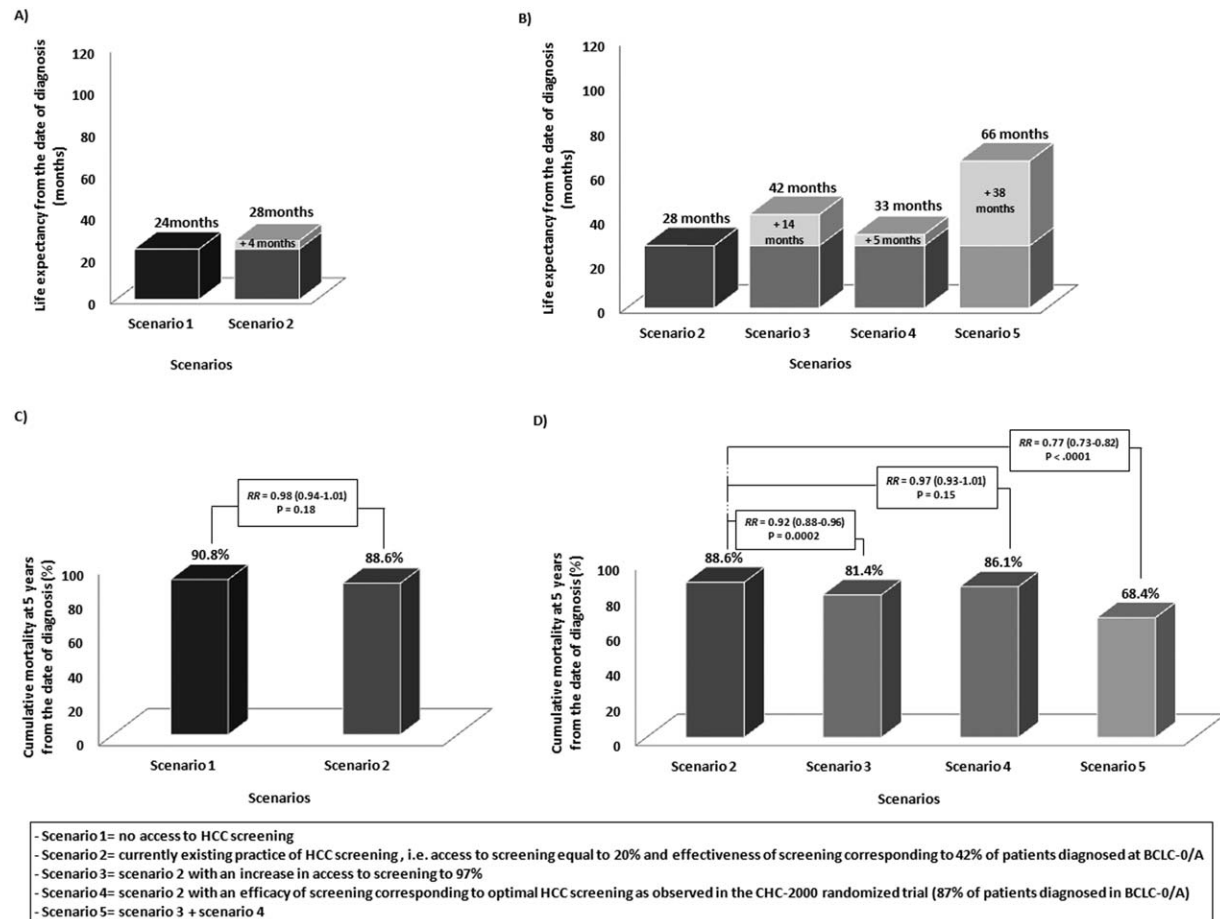 A)
Life expectancy from the date of diagnosis
(months)
120
100
80
60
40
20
0
24months
28months
+ 4 months
Scenario 1
Scenario 2
Scenarios
B)
Life expectancy from the date of diagnosis
(months)
120
100
80
60
40
20
0
28 months
42 months
+ 14
months
33 months
+ 5 months
66 months
+ 38
months
Scenario 2
Scenario 3
Scenario 4
Scenario 5
Scenarios
C)
Cumulative mortality at 5 years
from the date of diagnosis (%)
100
80
60
40
20
0
RR = 0.98 (0.94-1.01)
P = 0.18
90.8%
88.6%
Scenario 1
Scenario 2
Scenarios
D)
Cumulative mortality at 5 years
from the date of diagnosis (%)
100
80
60
40
20
0
RR = 0.77 (0.73-0.82)
P < .0001
RR = 0.97 (0.93-1.01)
P = 0.15
RR = 0.92 (0.88-0.96)
P = 0.0002
88.6%
81.4%
86.1%
68.4%
Scenario 2
Scenario 3
Scenario 4
Scenario 5
Scenarios
- Scenario 1= no access to HCC screening
- Scenario 2= currently existing practice of HCC screening , i.e. access to screening equal to 20% and effectiveness of screening corresponding to 42% of patients diagnosed at BCLC-0/A
- Scenario 3= scenario 2 with an increase in access to screening to 97%
- Scenario 4= scenario 2 with an efficacy of screening corresponding to optimal HCC screening as observed in the CHC-2000 randomized trial (87% of patients diagnosed in BCLC-0/A)
- Scenario 5= scenario 3 + scenario 4